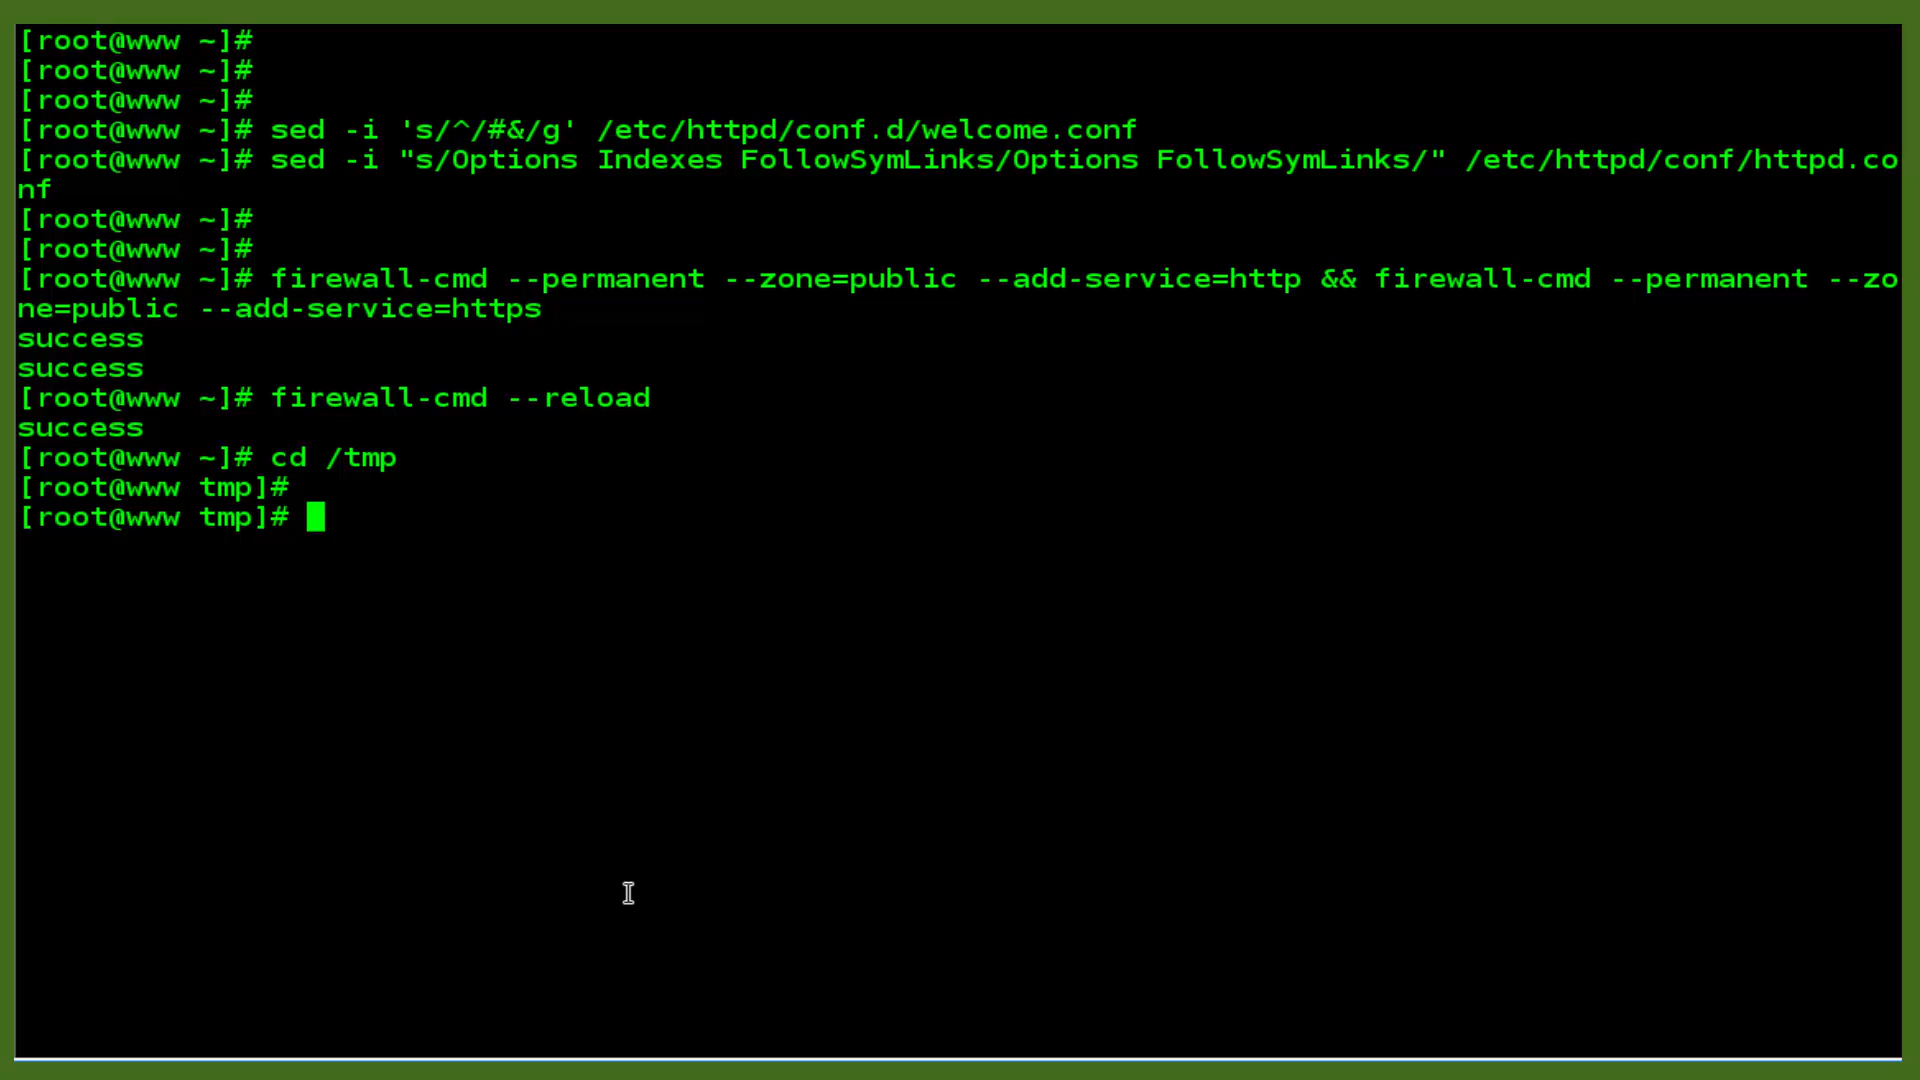 [root@www ~]#
[root@www ~]#
[root@www ~]#
[root@www ~]# sed -i 's/^/#&/g' /etc/httpd/conf.d/welcome.conf
[root@www ~]# sed -i "s/Options Indexes FollowSymLinks/Options FollowSymLinks/" /etc/httpd/conf/httpd.co
nf
[root@www ~]#
[root@www ~]#
[root@www ~]# firewall-cmd --permanent --zone=public --add-service=http && firewall-cmd --permanent --zo
ne=public --add-service=https
success
success
[root@www ~]# firewall-cmd --reload
success
[root@www ~]# cd /tmp
[root@www tmp]#
[root@www tmp]#